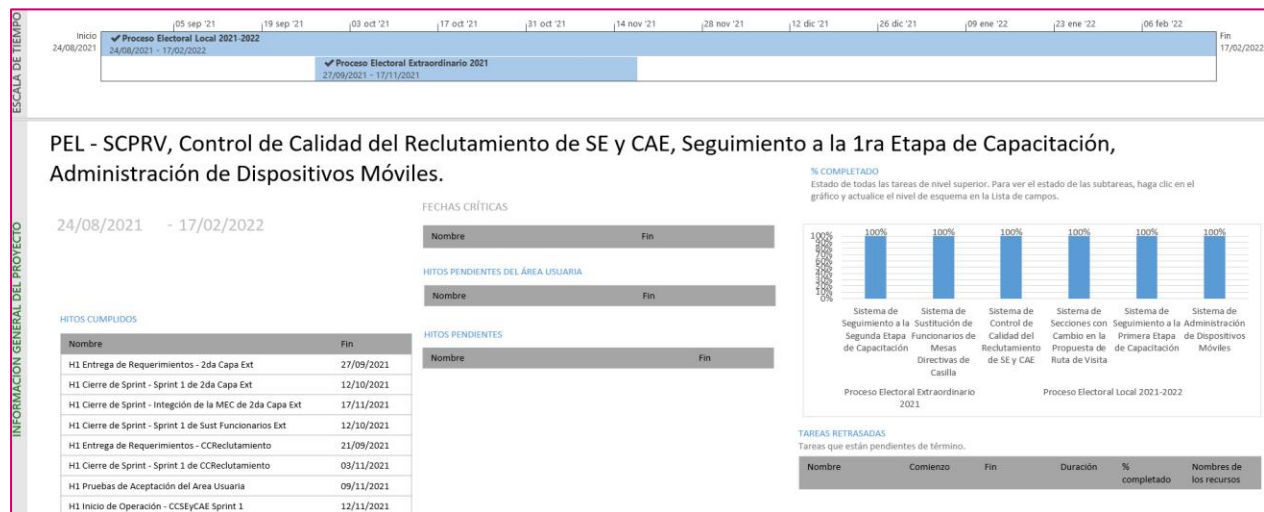 ESCALA DE TIEMPO
05 sep '21 19 sep '21 03 oct '21 17 oct '21 31 oct '21 14 nov '21 28 nov '21 12 dic '21 26 dic '21 09 ene '22 23 ene '22 06 feb '22
Inicio
24/08/2021
✔ Proceso Electoral Local 2021-2022
24/08/2021 - 17/02/2022
Fin
17/02/2022
✔ Proceso Electoral Extraordinario 2021
27/09/2021 - 17/11/2021
INFORMACION GENERAL DEL PROYECTO
PEL - SCPRV, Control de Calidad del Reclutamiento de SE y CAE, Seguimiento a la 1ra Etapa de Capacitación,
Administración de Dispositivos Móviles.
24/08/2021 - 17/02/2022
HITOS CUMPLIDOS
Nombre Fin
H1 Entrega de Requerimientos - 2da Capa Ext 27/09/2021
H1 Cierre de Sprint - Sprint 1 de 2da Capa Ext 12/10/2021
H1 Cierre de Sprint - Integción de la MEC de 2da Capa Ext 17/11/2021
H1 Cierre de Sprint - Sprint 1 de Sust Funcionarios Ext 12/10/2021
H1 Entrega de Requerimientos - CCReclutamiento 21/09/2021
H1 Cierre de Sprint - Sprint 1 de CCReclutamiento 03/11/2021
H1 Pruebas de Aceptación del Area Usuaria 09/11/2021
H1 Inicio de Operación - CCSEyCAE Sprint 1 12/11/2021
FECHAS CRÍTICAS
Nombre Fin
HITOS PENDIENTES DEL ÁREA USUARIA
Nombre Fin
HITOS PENDIENTES
Nombre Fin
% COMPLETADO
Estado de todas las tareas de nivel superior. Para ver el estado de las subtareas, haga clic en el
gráfico y actualice el nivel de esquema en la Lista de campos.
100% 100% 100% 100% 100% 100%
100%
90%
80%
70%
60%
50%
40%
30%
20%
10%
0%
Sistema de
Seguimiento a la
Segunda Etapa
de Capacitación
Sistema de
Sustitución de
Funcionarios de
Mesas
Directivas de
Casilla
Sistema de
Control de
Calidad del
Reclutamiento
de SE y CAE
Sistema de
Secciones con
Cambio en la
Propuesta de
Ruta de Visita
Sistema de
Seguimiento a la
Primera Etapa
de Capacitación
Sistema de
Administración
de Dispositivos
Móviles
Proceso Electoral Extraordinario
2021
Proceso Electoral Local 2021-2022
TAREAS RETRASADAS
Tareas que están pendientes de término.
Nombre Comienzo Fin Duración %
completado Nombres de
los recursos